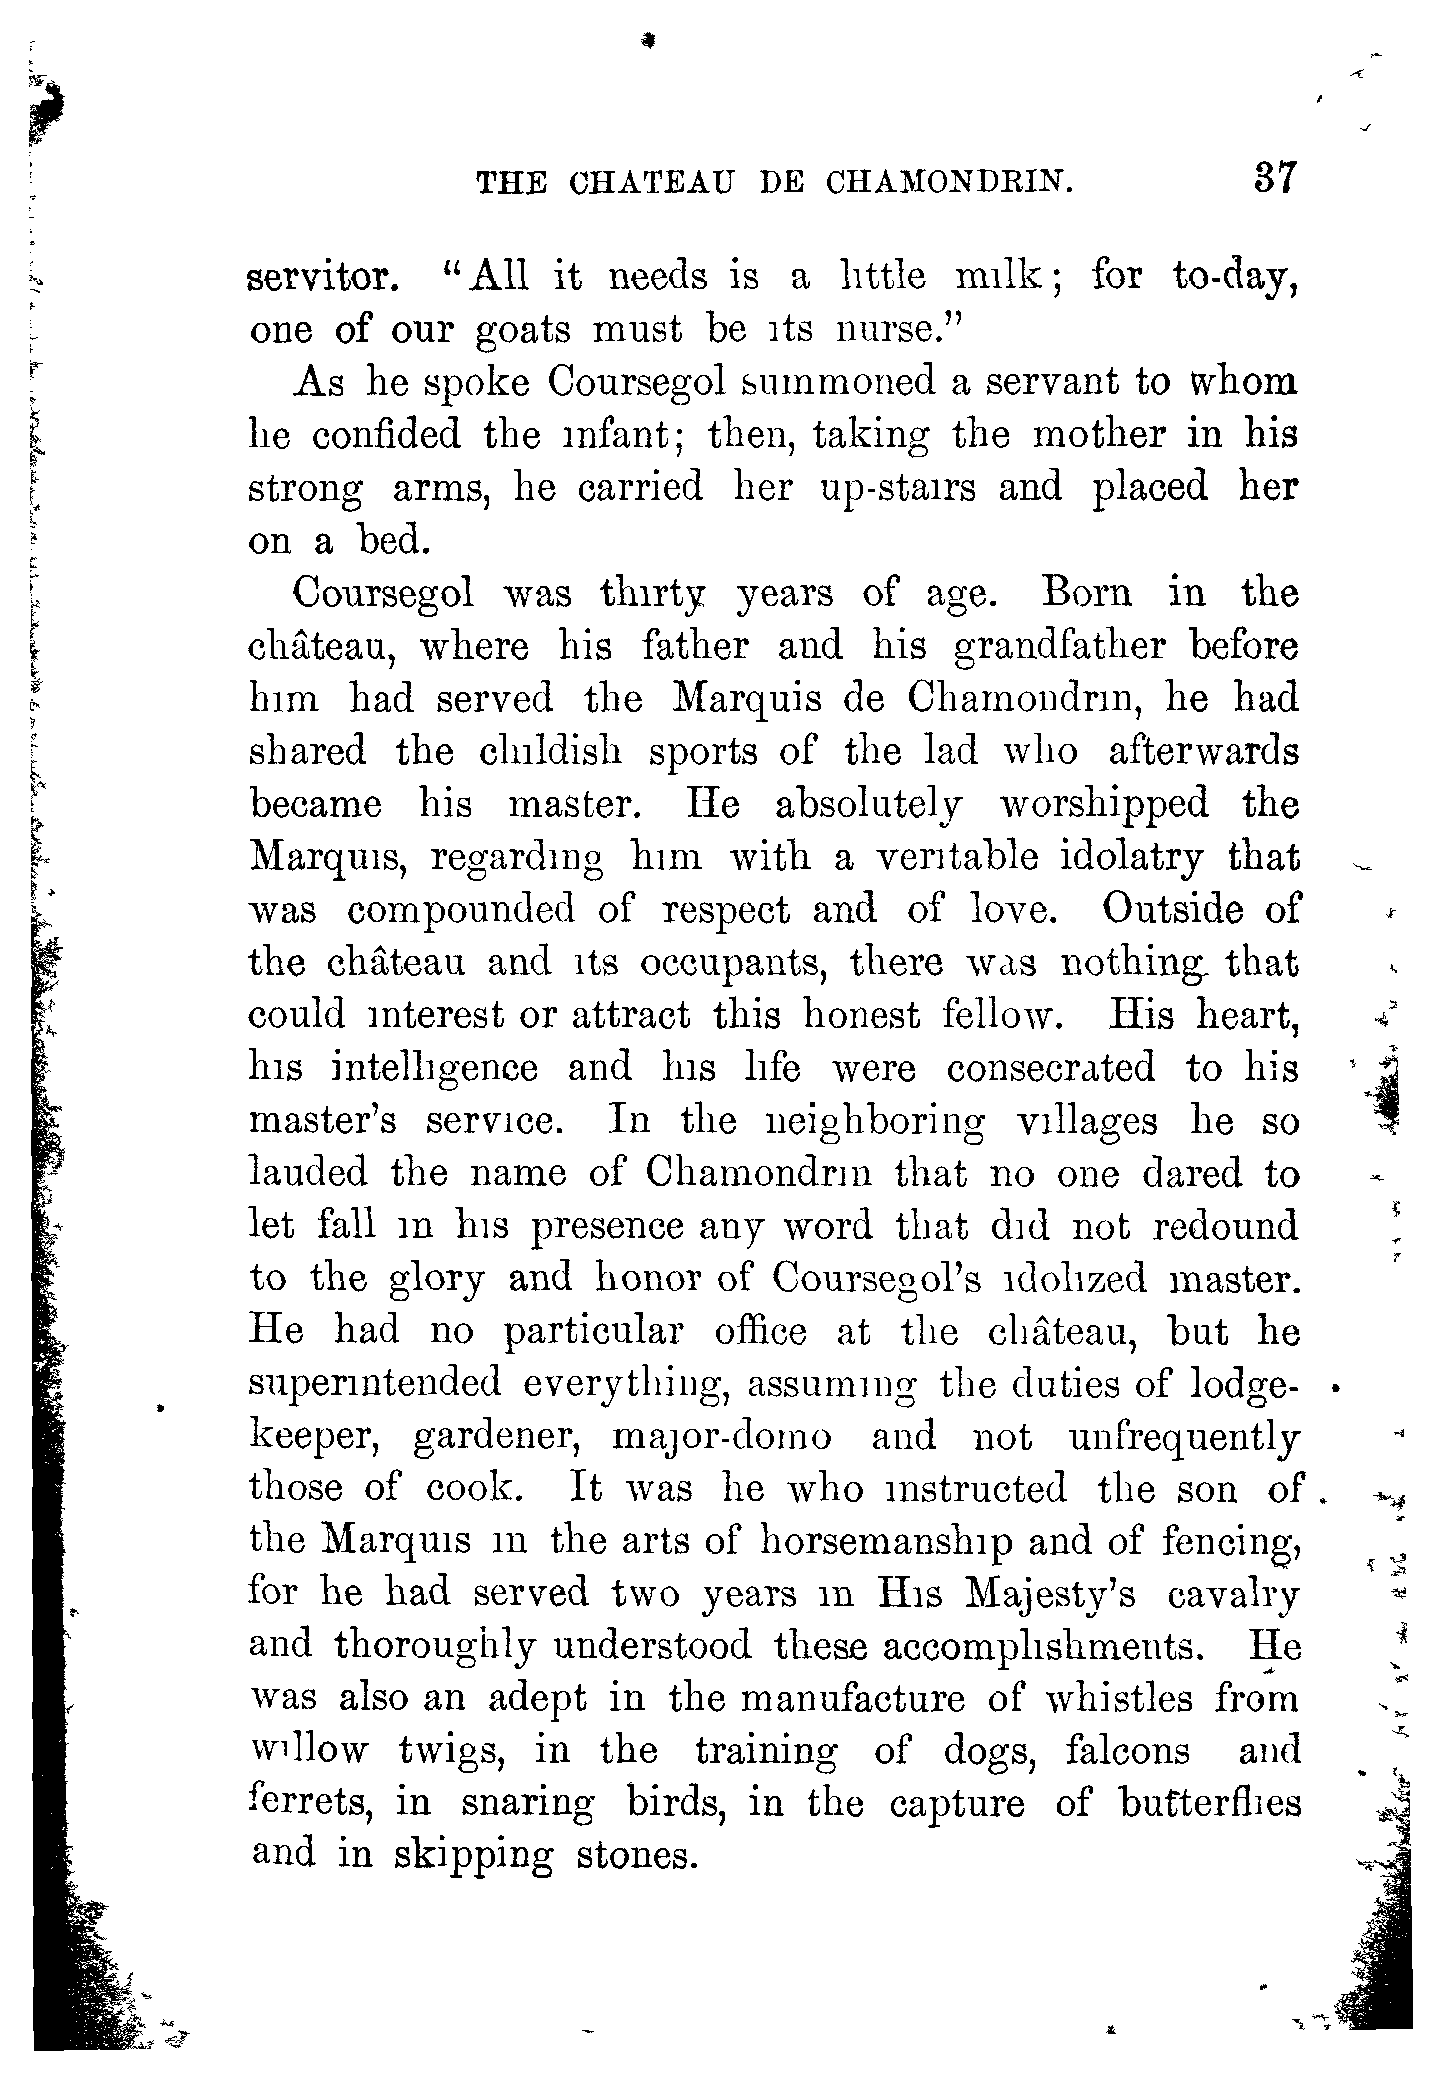 THE CHATEAU DE CHAMONDRIN. 37
servitor. "All it needs is a little milk; for to-day,
one of our goats must be its nurse."
As he spoke Coursegol summoned a servant to whom
he confided the infant; then, taking the mother in his
strong arms, he carried her up-stairs and placed her
on a bed.
Coursegol was thirty years of age. Born in the
château, where his father and his grandfather before
him had served the Marquis de Chamondrin, he had
shared the childish sports of the lad who afterwards
became his master. He absolutely worshipped the
Marquis, regarding him with a veritable idolatry that
was compounded of respect and of love. Outside of
the château and its occupants, there was nothing that
could interest or attract this honest fellow. His heart,
his intelligence and his life were consecrated to his
master's service. In the neighboring villages he so
lauded the name of Chamondrin that no one dared to
let fall in his presence any word that did not redound
to the glory and honor of Coursegol's idolized master.
He had no particular office at the château, but he
superintended everything, assuming the duties of lodge-
keeper, gardener, major-domo and not unfrequently
those of cook. It was he who instructed the son of
the Marquis in the arts of horsemanship and of fencing,
for he had served two years in His Majesty's cavalry
and thoroughly understood these accomplishments. He
was also an adept in the manufacture of whistles from
willow twigs, in the training of dogs, falcons and
ferrets, in snaring birds, in the capture of butterflies
and in skipping stones.